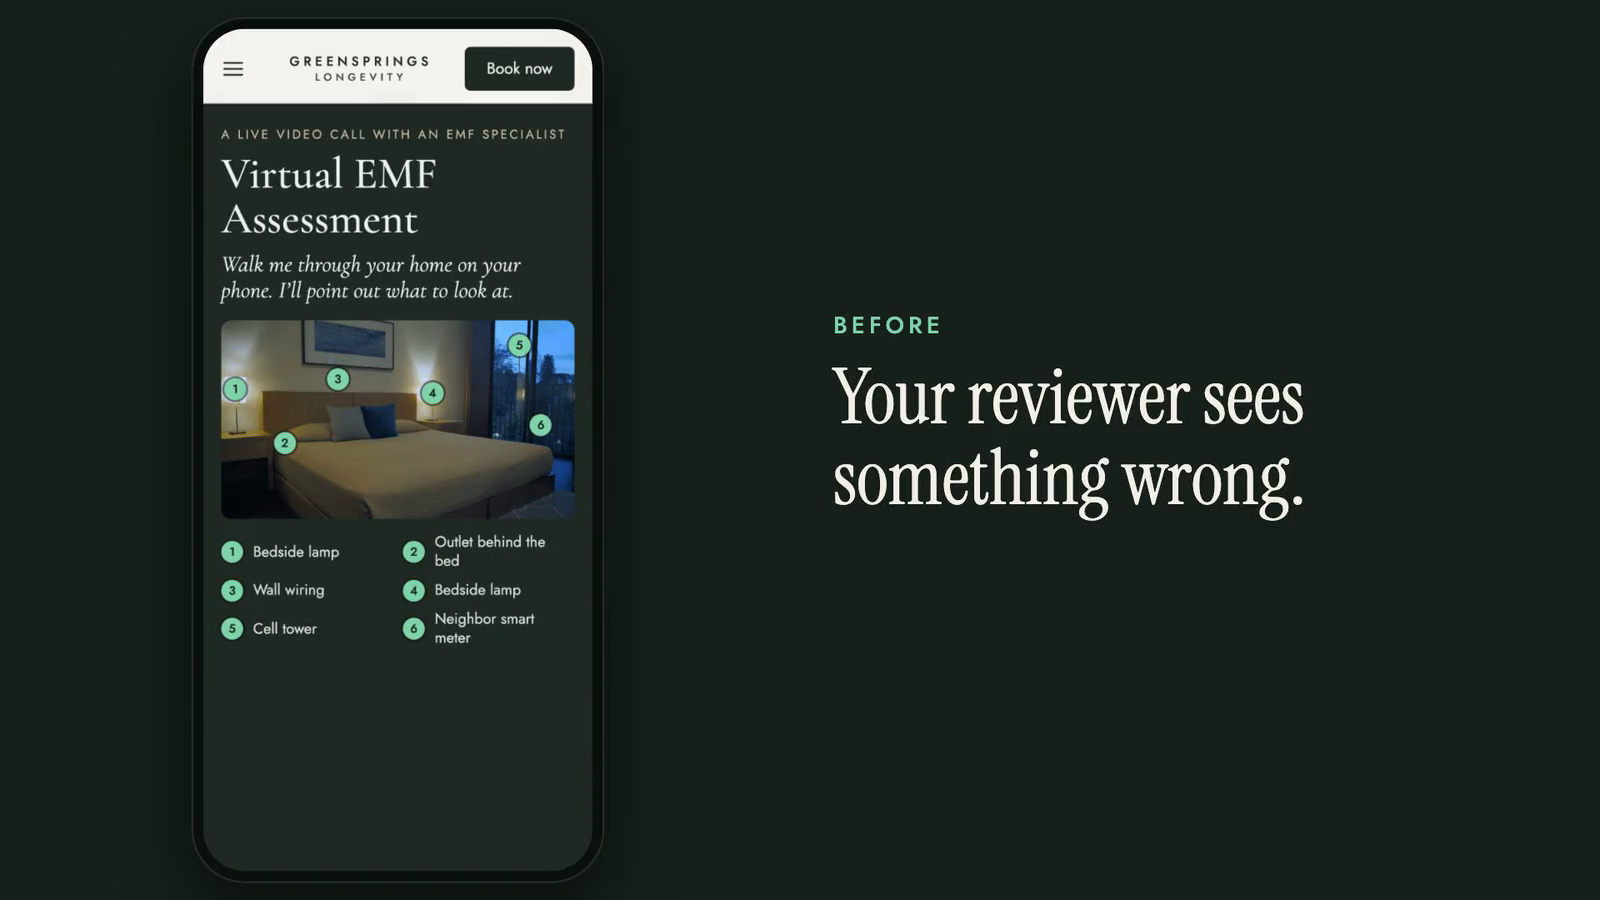 GREENSPRINGS
LONGEVITY
Book now
A LIVE VIDEO CALL WITH AN EMF SPECIALIST
Virtual EMF
Assessment
Walk me through your home on your
phone. I'll point out what to look at.
1
2
3
4
5
6
1 Bedside lamp
2 Outlet behind the
bed
3 Wall wiring
4 Bedside lamp
5 Cell tower
6 Neighbor smart
meter
BEFORE
Your reviewer sees
something wrong.